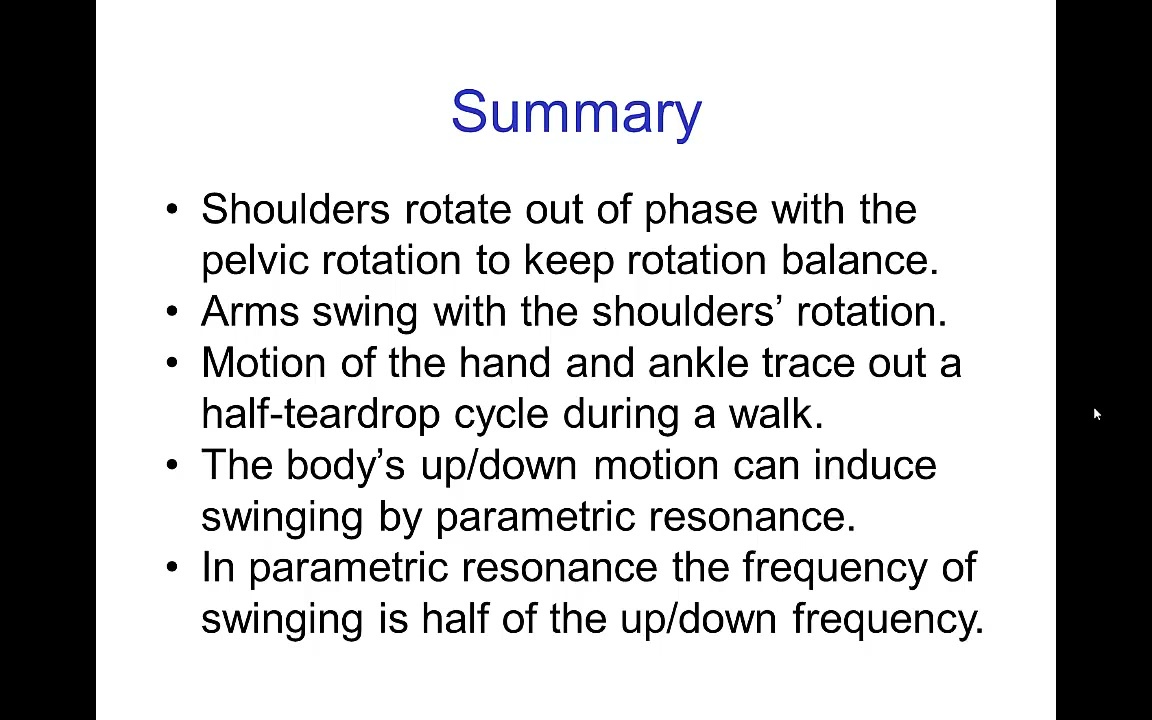 Summary
• Shoulders rotate out of phase with the
pelvic rotation to keep rotation balance.
• Arms swing with the shoulders’ rotation.
• Motion of the hand and ankle trace out a
half-teardrop cycle during a walk.
• The body’s up/down motion can induce
swinging by parametric resonance.
• In parametric resonance the frequency of
swinging is half of the up/down frequency.